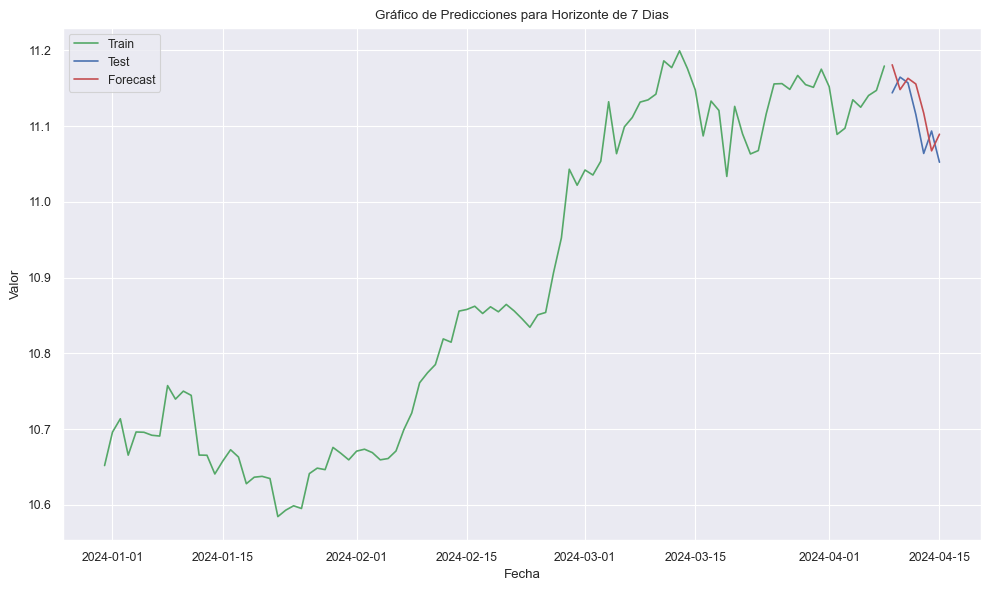 Gráfico de Predicciones para Horizonte de 7 Dias
Train
Test
Forecast
11.2
11.1
11.0
10.9
10.8
10.7
10.6
Valor
2024-01-01 2024-01-15 2024-02-01 2024-02-15 2024-03-01 2024-03-15 2024-04-01 2024-04-15
Fecha